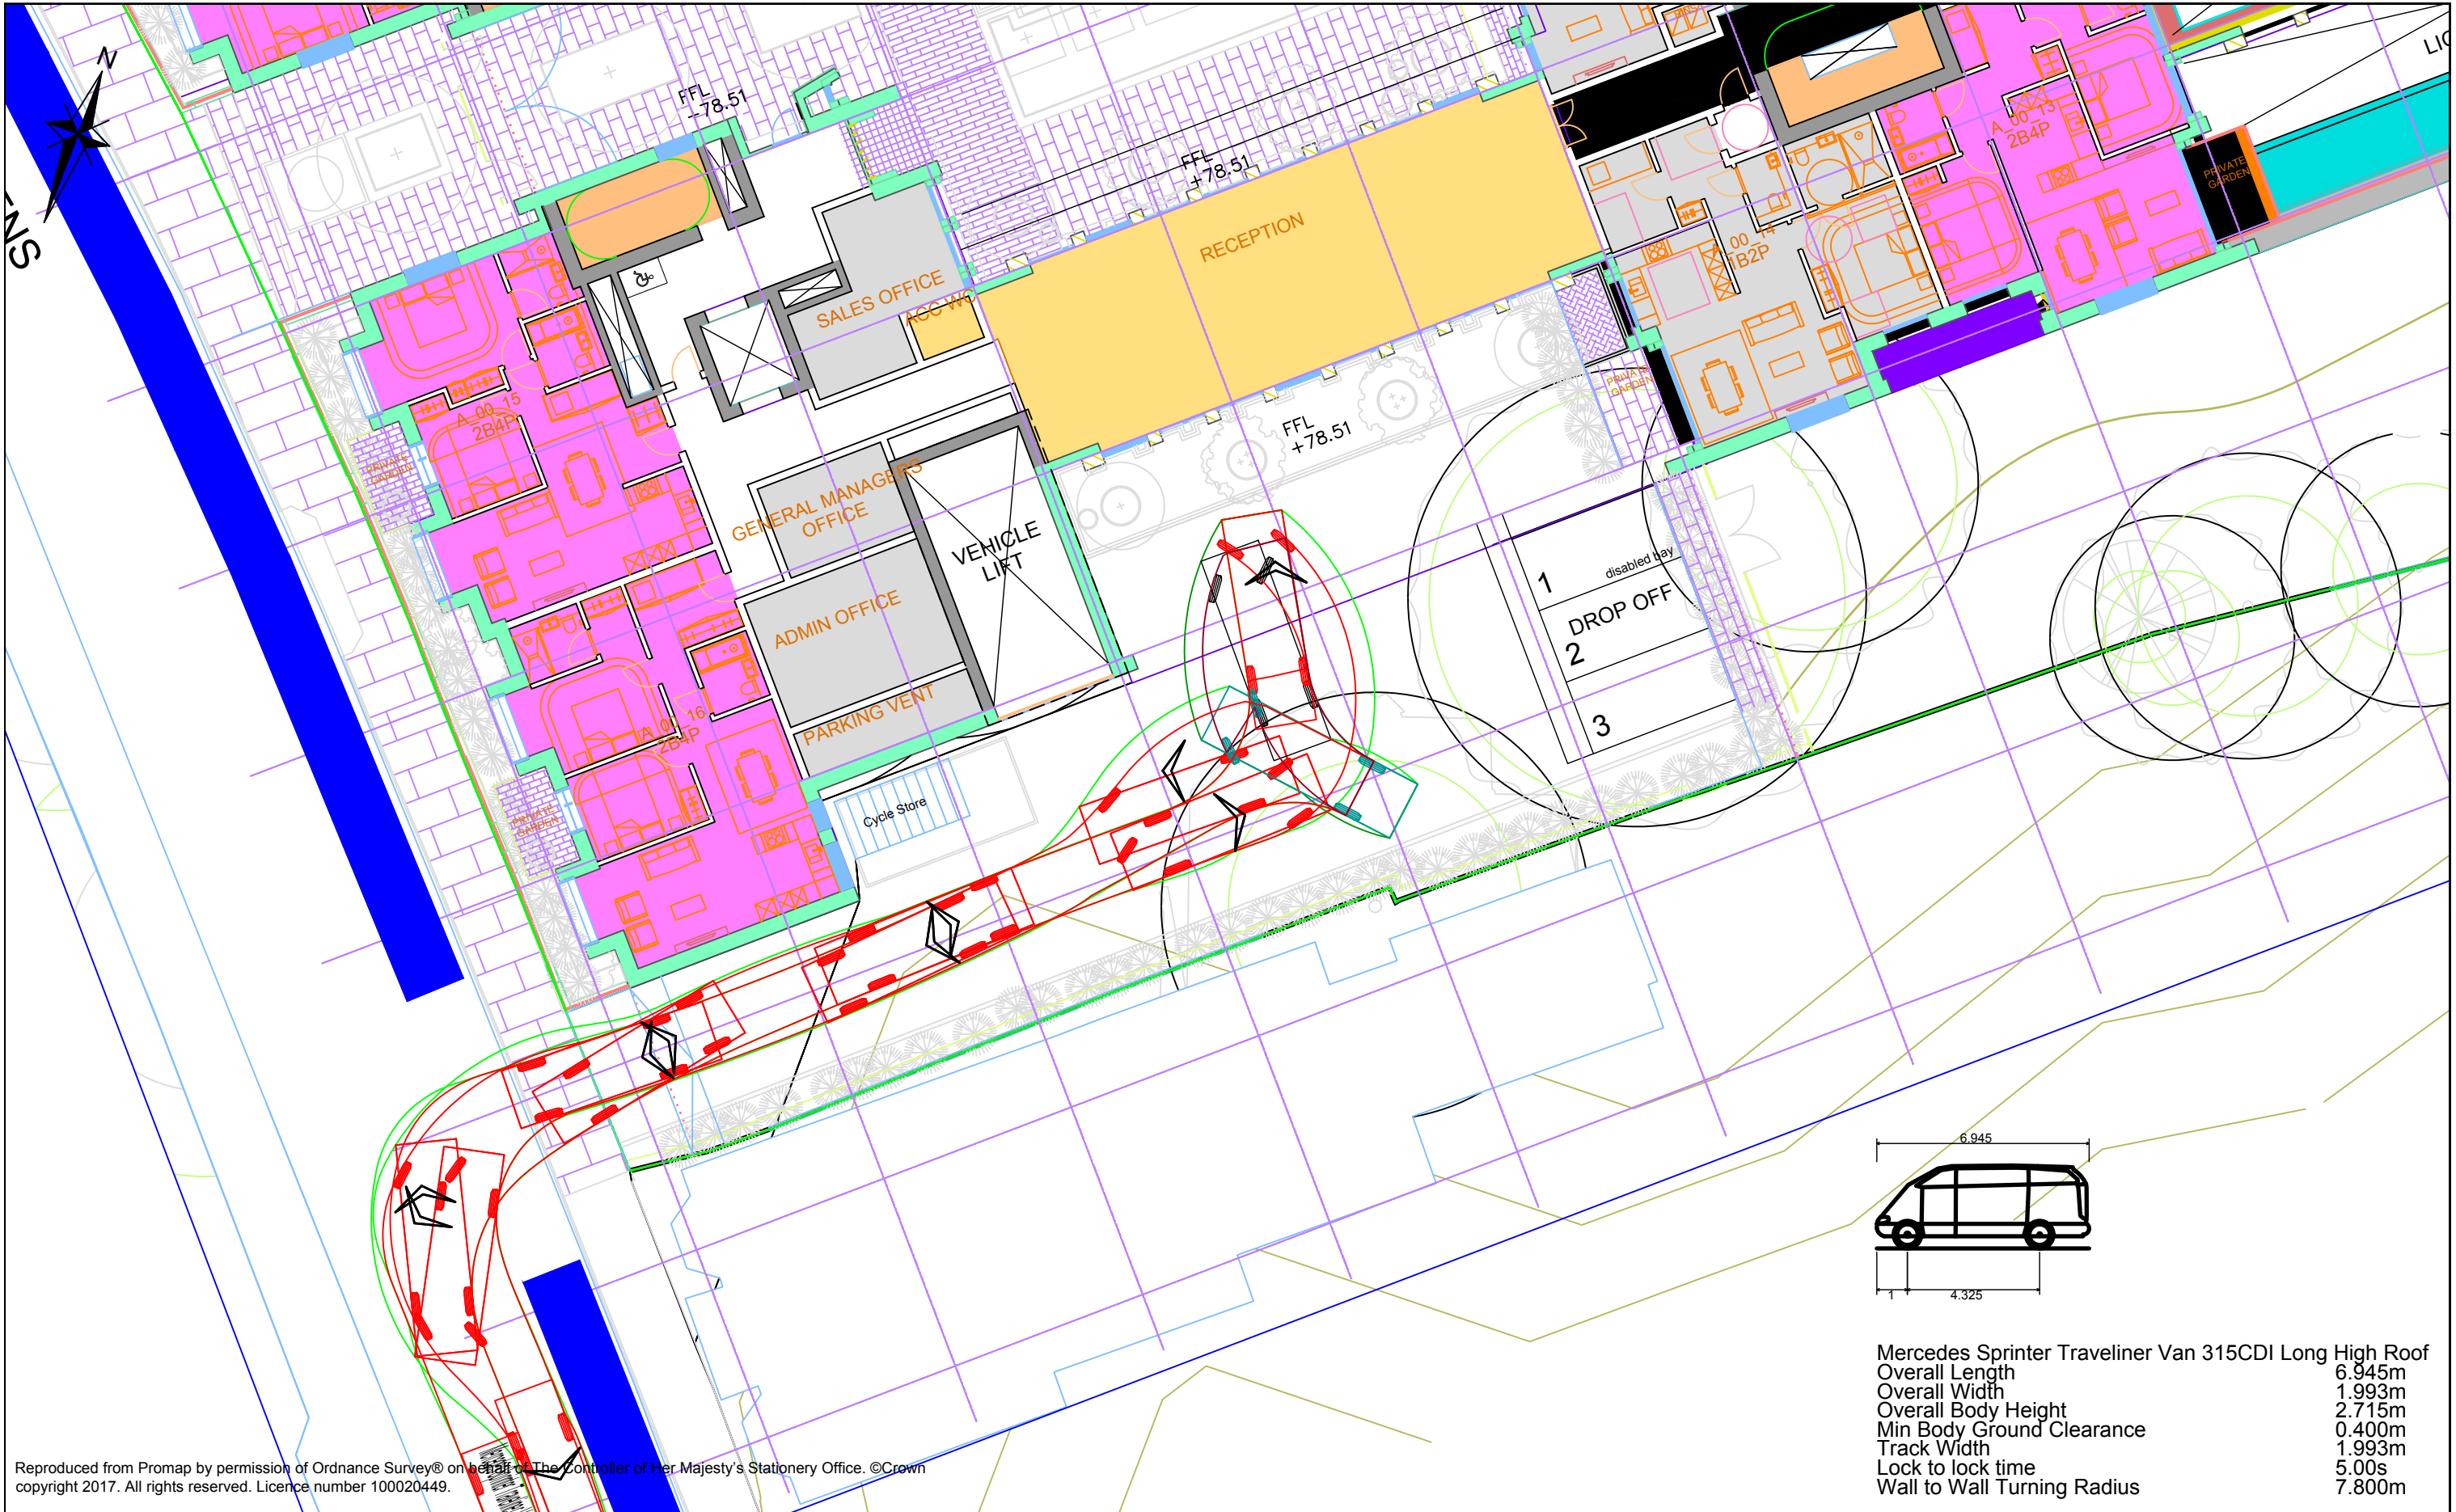 N
ENS
FFL
+78.51
FFL
+78.51
RECEPTION
SALES OFFICE
ACC WC
A_00_15
2B4P
PRIVATE
GARDEN
GENERAL MANAGERS
OFFICE
ADMIN OFFICE
PARKING VENT
VEHICLE
LIFT
FFL
+78.51
A_00_14
1B2P
A_00_13
2B4P
PRIVATE
GARDEN
PRIVATE
GARDEN
1
disabled bay
DROP OFF
2
3
A_00_16
2B4P
PRIVATE
GARDEN
Cycle Store
6.945
1
4.325
Mercedes Sprinter Traveliner Van 315CDI Long High Roof
Overall Length 6.945m
Overall Width 1.993m
Overall Body Height 2.715m
Min Body Ground Clearance 0.400m
Track Width 1.993m
Lock to lock time 5.00s
Wall to Wall Turning Radius 7.800m
Reproduced from Promap by permission of Ordnance Survey® on behalf of The Controller of Her Majesty's Stationery Office. ©Crown
copyright 2017. All rights reserved. Licence number 100020449.